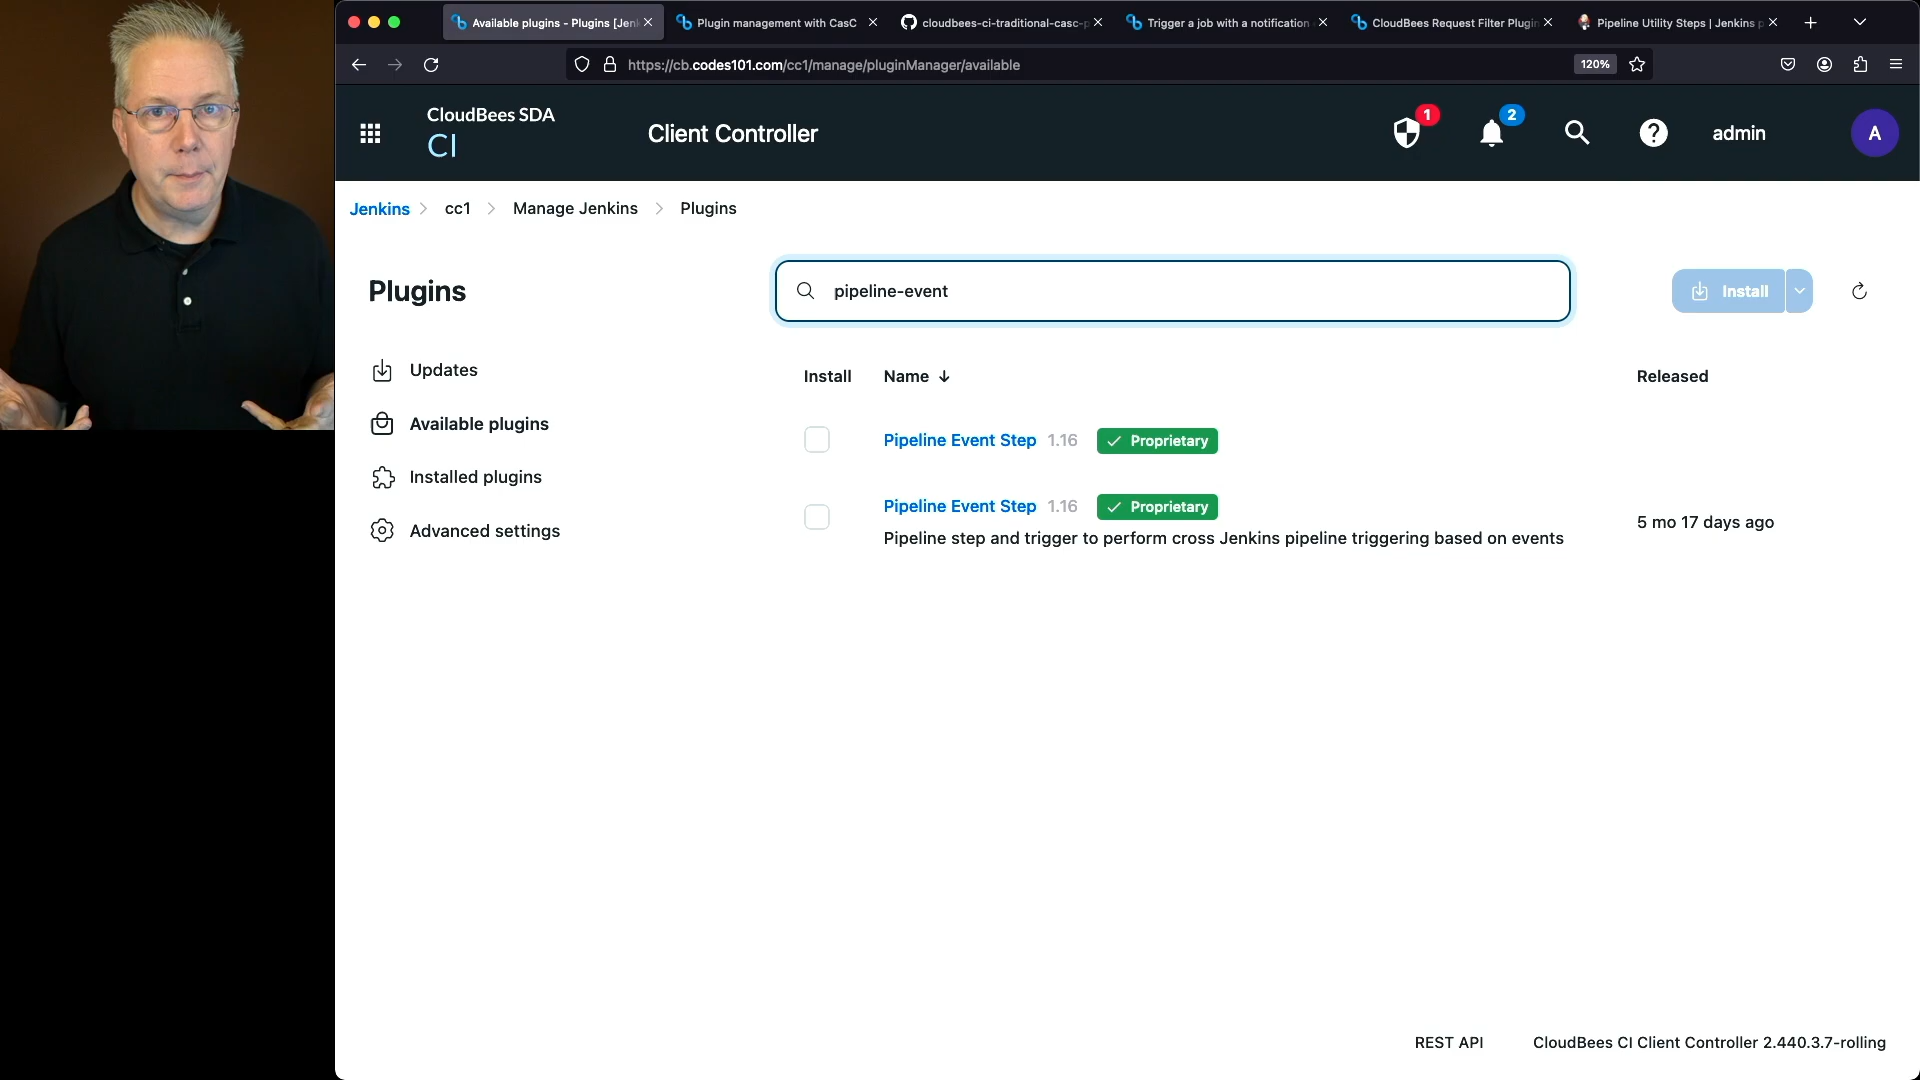 Available plugins - Plugins [Jen
Plugin management with CasC
cloudbees-ci-traditional-casc-p
Trigger a job with a notification
CloudBees Request Filter Plugin
Pipeline Utility Steps | Jenkins p
https://cb.codes101.com/cc1/manage/pluginManager/available
120%
CloudBees SDA
CI
Client Controller
1
2
admin
A
Jenkins
cc1
Manage Jenkins
Plugins
Plugins
pipeline-event
Install
Updates
Available plugins
Installed plugins
Advanced settings
Install
Name
Released
Pipeline Event Step 1.16 Proprietary
Pipeline Event Step 1.16 Proprietary
Pipeline step and trigger to perform cross Jenkins pipeline triggering based on events
5 mo 17 days ago
REST API
CloudBees CI Client Controller 2.440.3.7-rolling